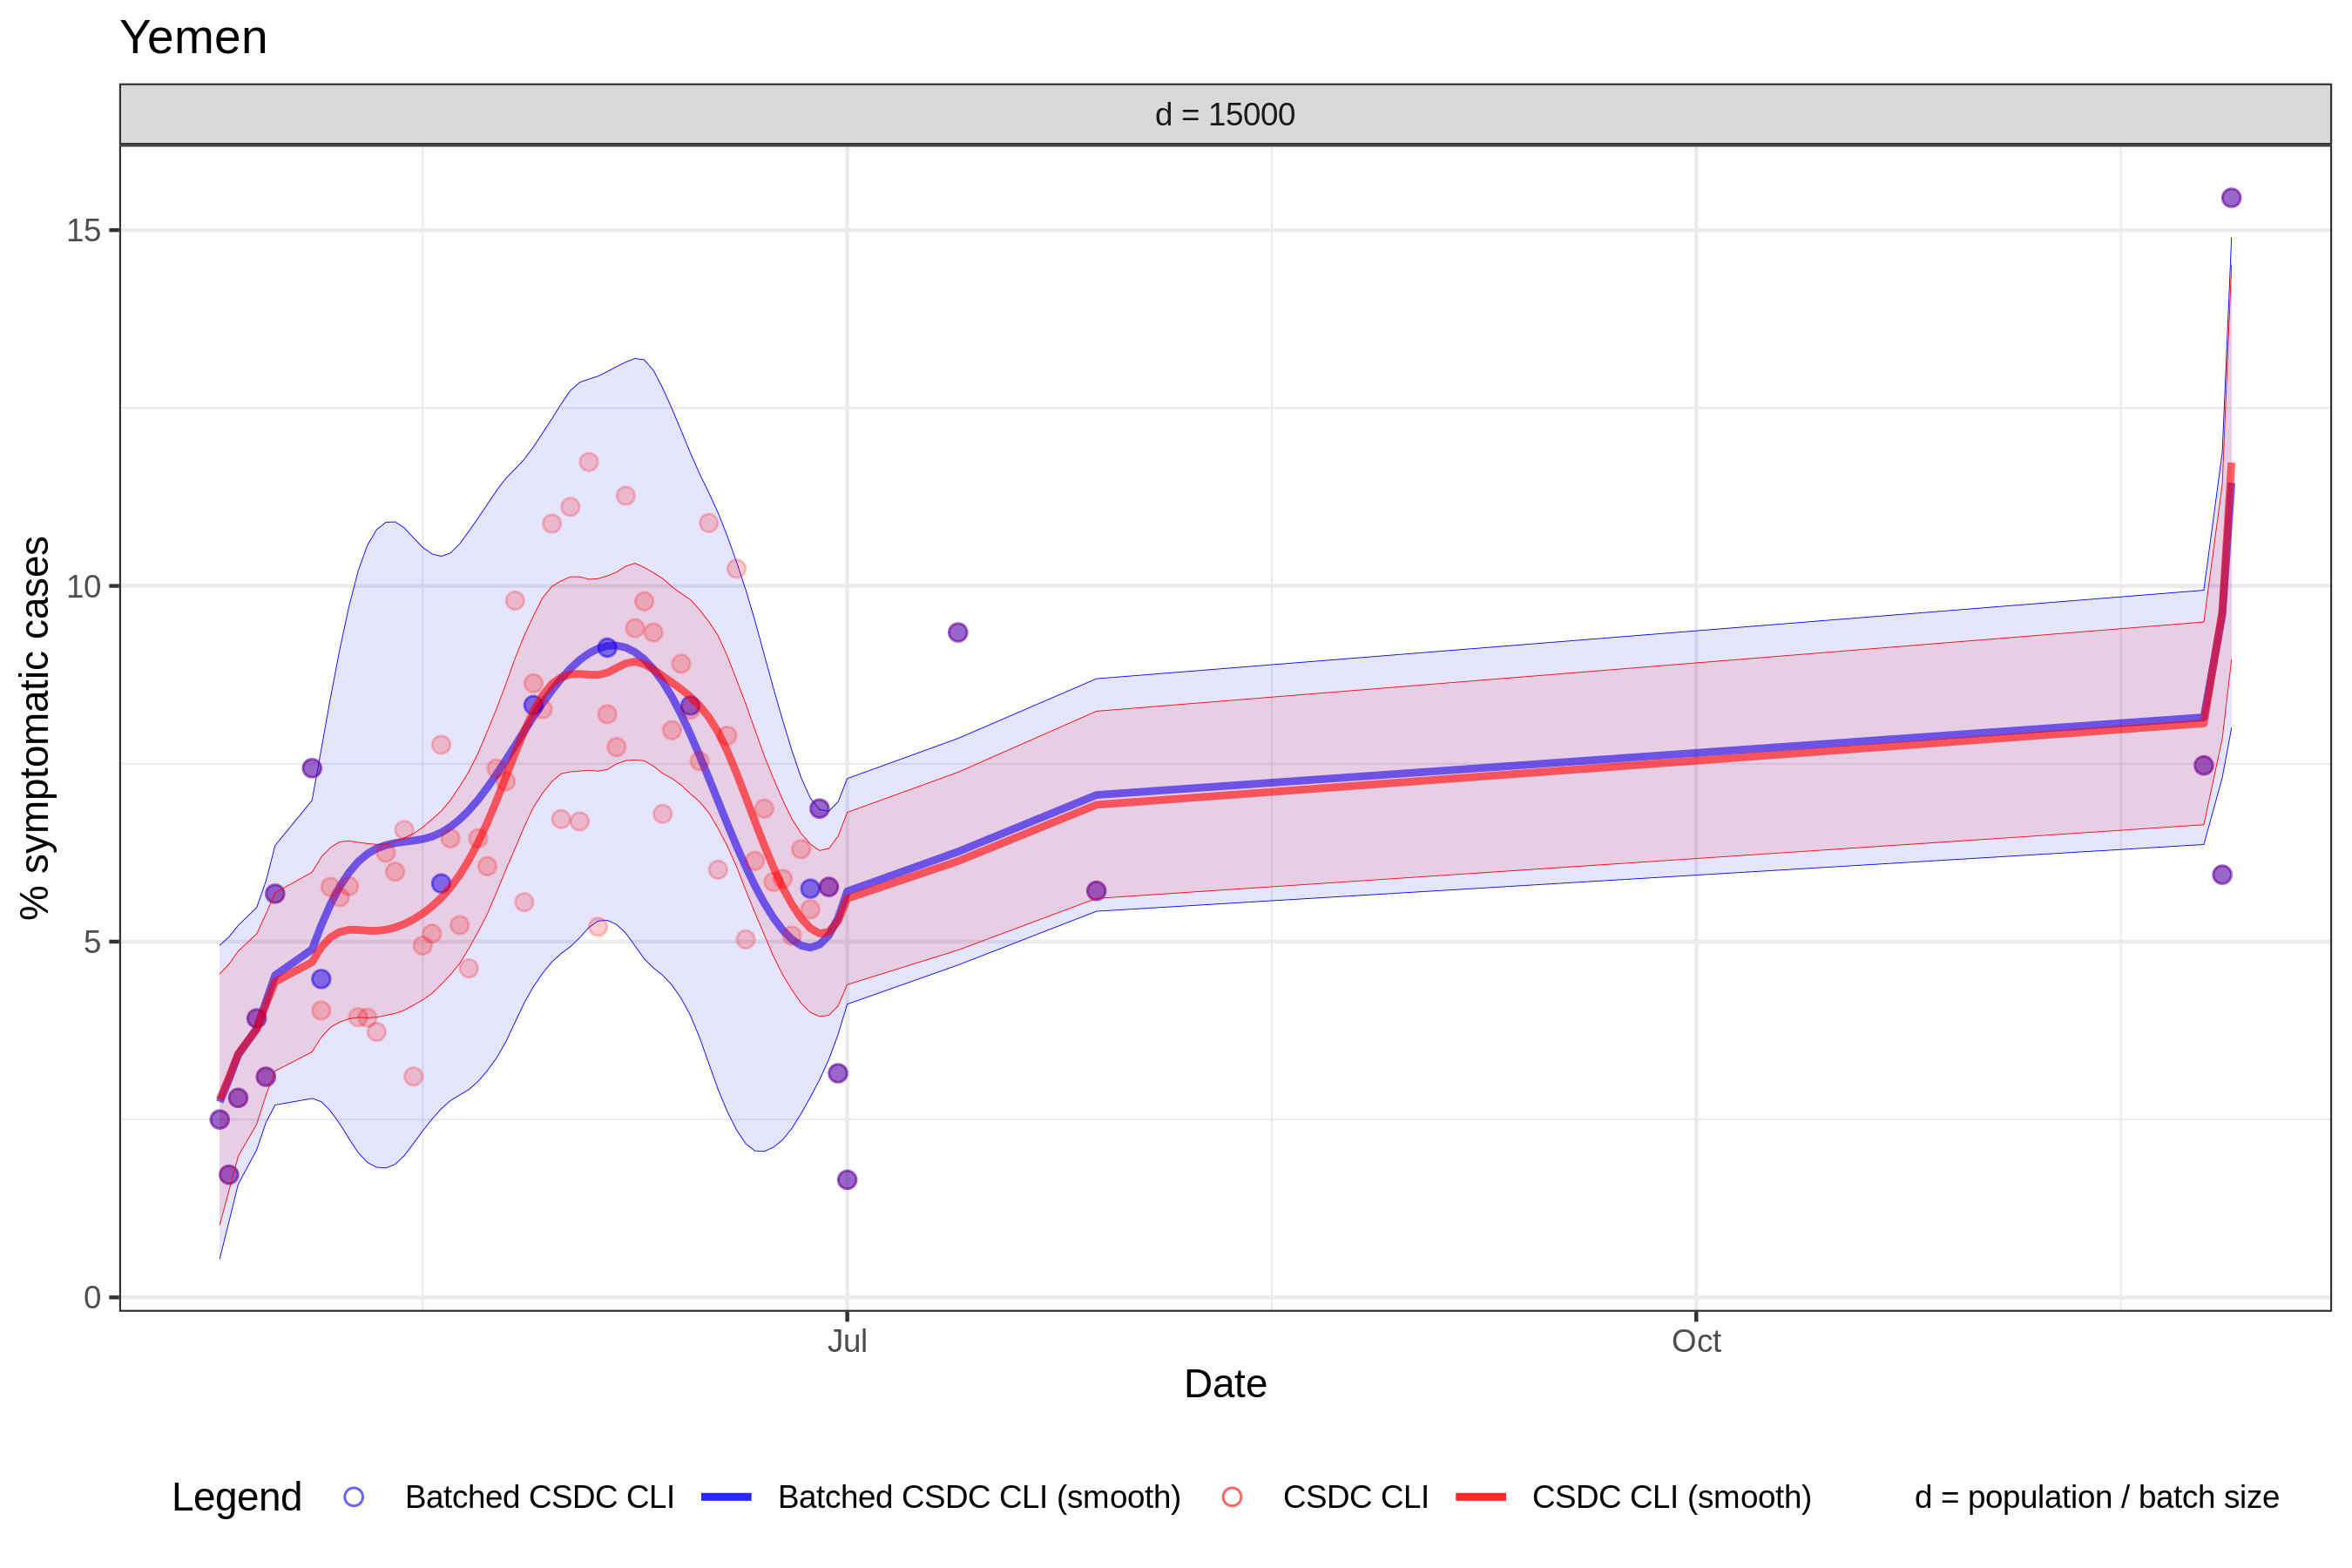 Yemen
d = 15000
15
10
5
0
% symptomatic cases
Jul
Oct
Date
Legend
Batched CSDC CLI
Batched CSDC CLI (smooth)
CSDC CLI
CSDC CLI (smooth)
d = population / batch size